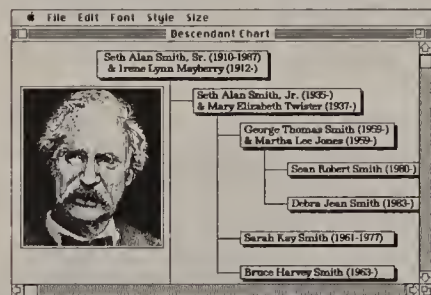 File Edit Font Style Size
Descendant Chart
Seth Alan Smith, Sr. (1910-1987)
& Irene Lynn Mayberry (1912-)
Seth Alan Smith, Jr. (1935-)
& Mary Elizabeth Twister (1937-)
George Thomas Smith (1959-)
& Martha Lee Jones (1959-)
Sean Robert Smith (1980-)
Debra Jean Smith (1983-)
Sarah Kay Smith (1961-1977)
Bruce Harvey Smith (1963-)